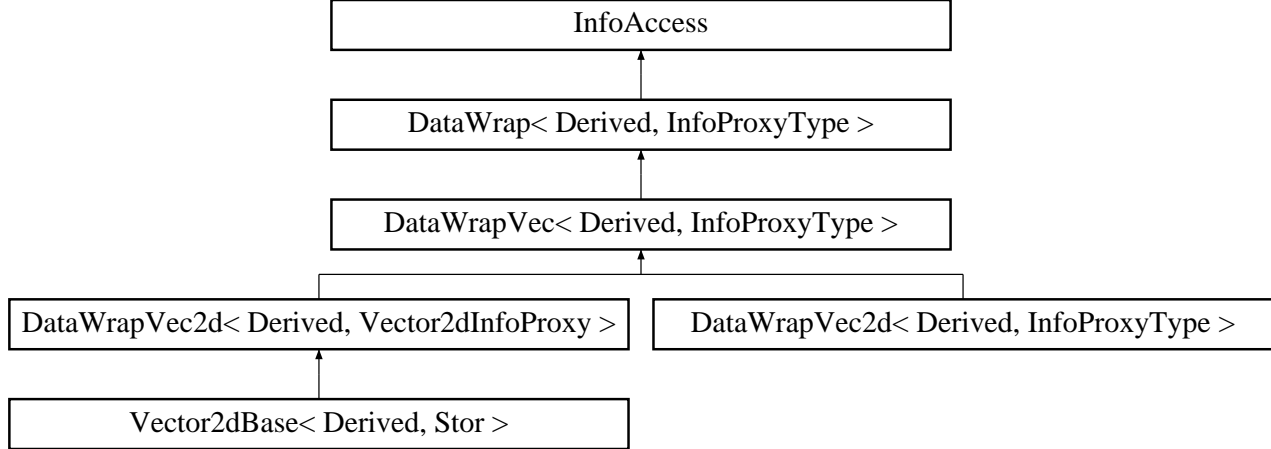 InfoAccess
DataWrap< Derived, InfoProxyType >
DataWrapVec< Derived, InfoProxyType >
DataWrapVec2d< Derived, Vector2dInfoProxy >
DataWrapVec2d< Derived, InfoProxyType >
Vector2dBase< Derived, Stor >